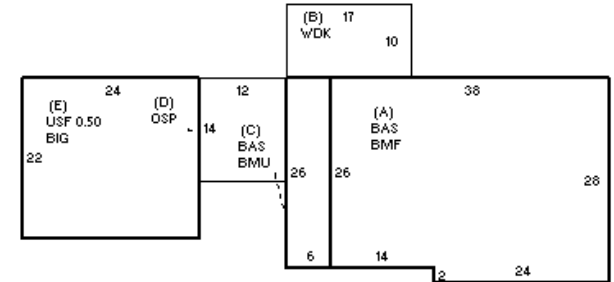 (B) 17
WDK
10
24
(E)
USF 0.50
BIG
22
(D)
OSP
12
14
(C)
BAS
BMU
38
(A)
BAS
BMF
26
26
28
6
14
2
24